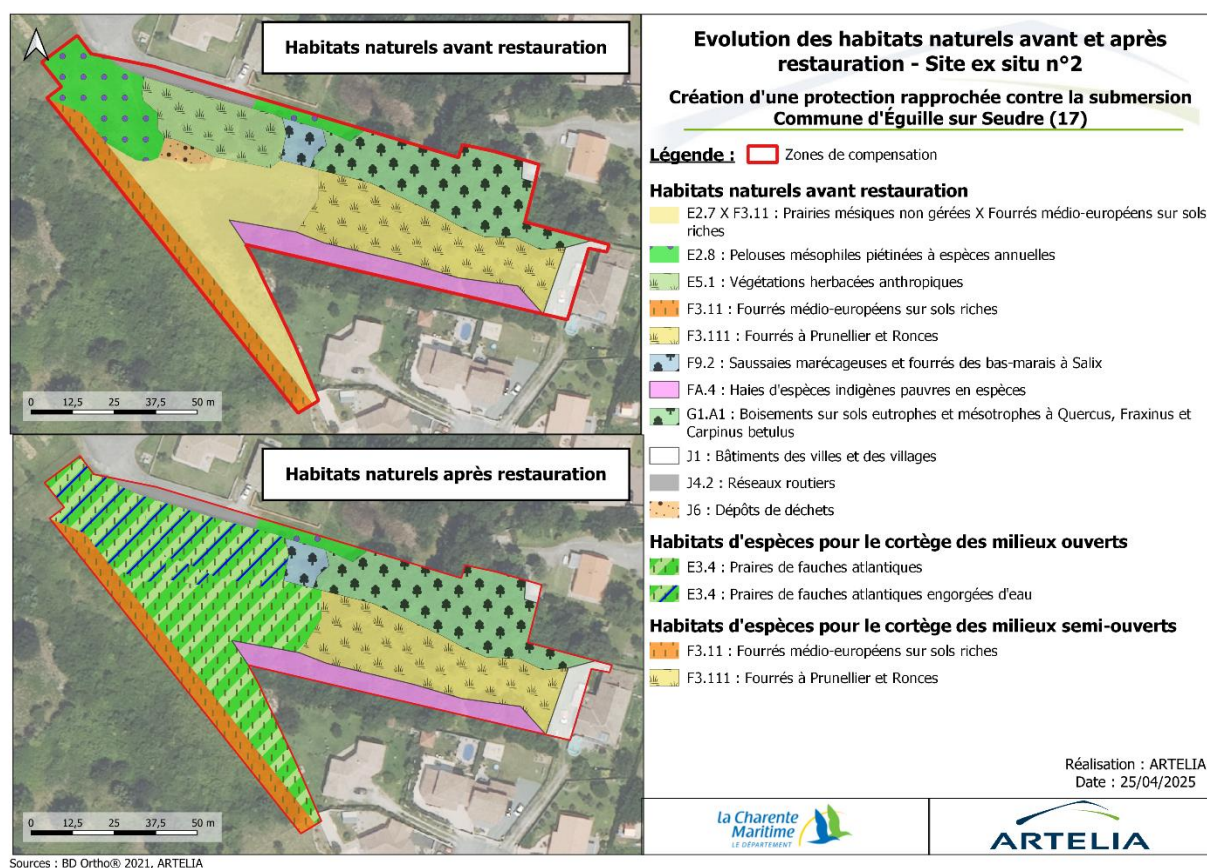 Habitats naturels avant restauration
0 12,5 25 37,5 50 m
Habitats naturels après restauration
0 12,5 25 37,5 50 m
Sources : BD Ortho® 2021, ARTELIA
Evolution des habitats naturels avant et après
restauration - Site ex situ n°2
Création d'une protection rapprochée contre la submersion
Commune d'Éguille sur Seudre (17)
Légende :
Zones de compensation
Habitats naturels avant restauration
E2.7 X F3.11 : Prairies mésiques non gérées X Fourrés médio-européens sur sols
riches
E2.8 : Pelouses mésophiles piétinées à espèces annuelles
E5.1 : Végétations herbacées anthropiques
F3.11 : Fourrés médio-européens sur sols riches
F3.111 : Fourrés à Prunellier et Ronces
F9.2 : Saussaies marécageuses et fourrés des bas-marais à Salix
FA.4 : Haies d'espèces indigènes pauvres en espèces
G1.A1 : Boisements sur sols eutrophes et mésotrophes à Quercus, Fraxinus et
Carpinus betulus
J1 : Bâtiments des villes et des villages
J4.2 : Réseaux routiers
J6 : Dépôts de déchets
Habitats d'espèces pour le cortège des milieux ouverts
E3.4 : Praires de fauches atlantiques
E3.4 : Praires de fauches atlantiques engorgées d'eau
Habitats d'espèces pour le cortège des milieux semi-ouverts
F3.11 : Fourrés médio-européens sur sols riches
F3.111 : Fourrés à Prunellier et Ronces
Réalisation : ARTELIA
Date : 25/04/2025
la Charente
Maritime
LE DÉPARTEMENT
ARTELIA